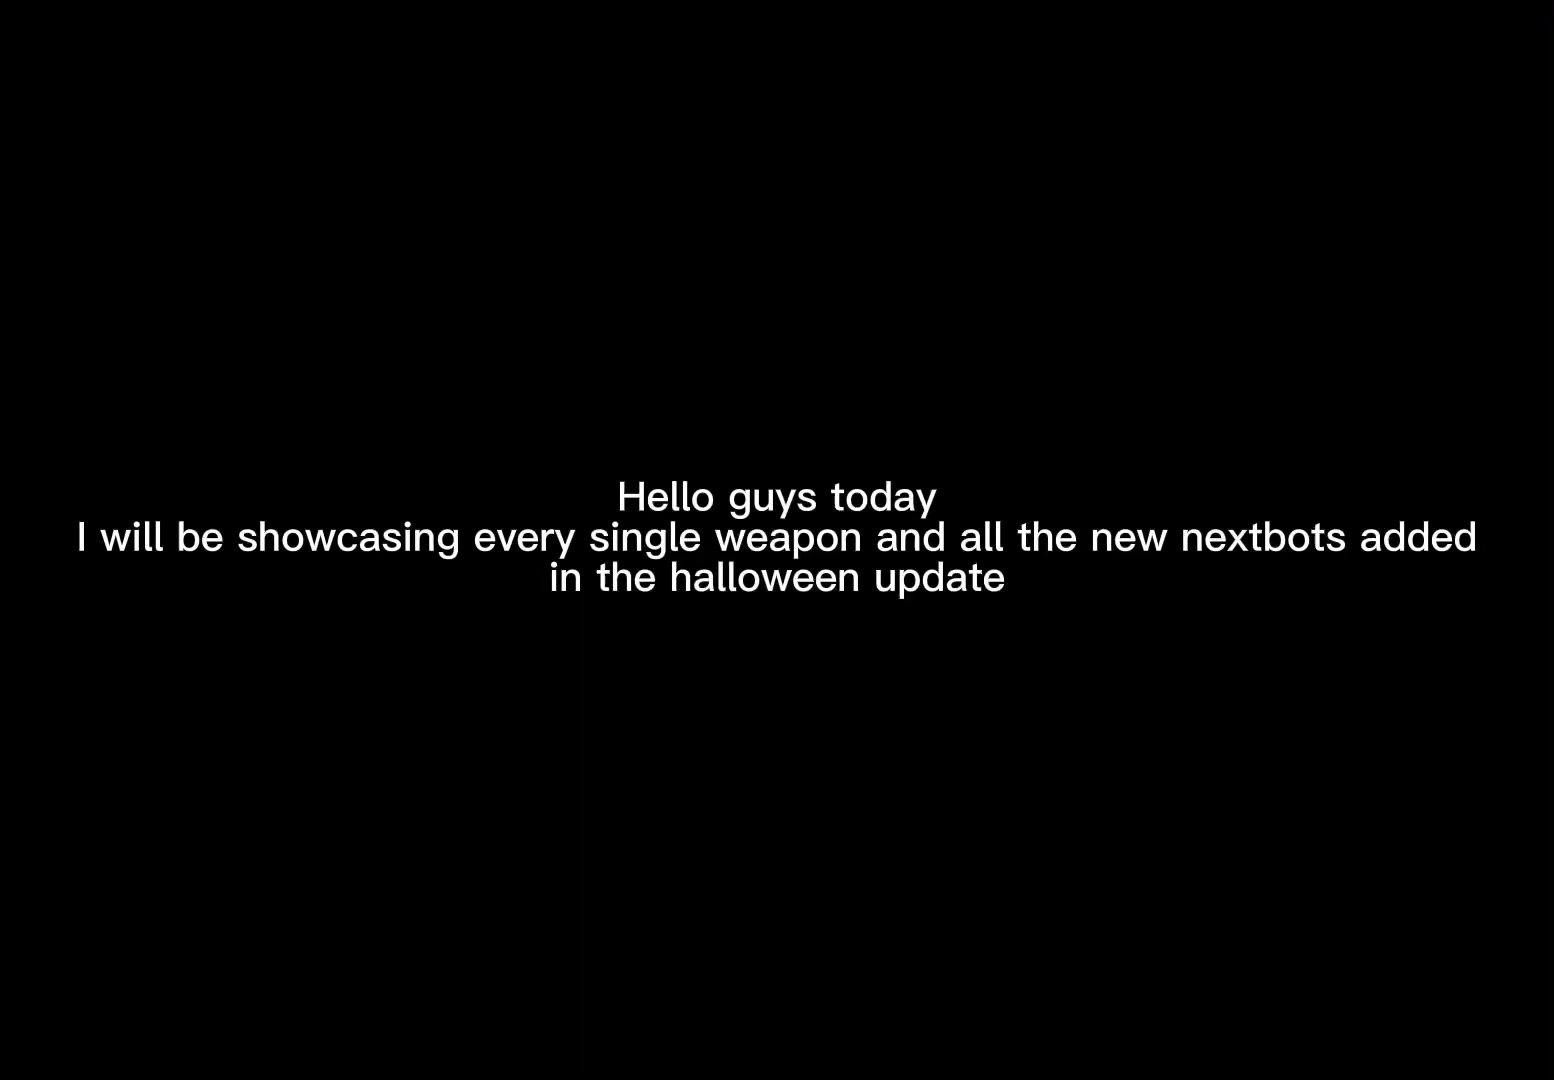 Hello guys today
I will be showcasing every single weapon and all the new nextbots added
in the halloween update